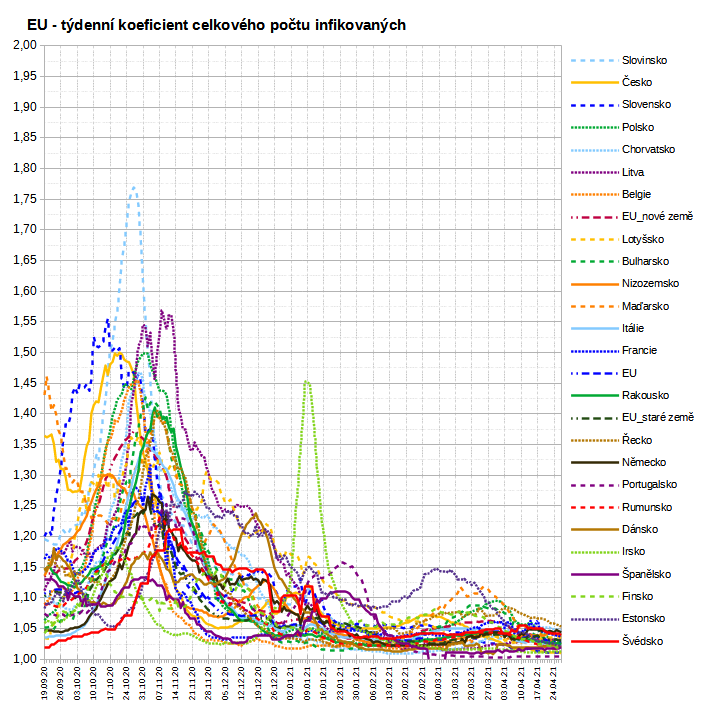 EU - týdenní koeficient celkového počtu infikovaných
2,00
1,95
1,90
1,85
1,80
1,75
1,70
1,65
1,60
1,55
1,50
1,45
1,40
1,35
1,30
1,25
1,20
1,15
1,10
1,05
1,00
19.09.20
26.09.20
03.10.20
10.10.20
17.10.20
24.10.20
31.10.20
07.11.20
14.11.20
21.11.20
28.11.20
05.12.20
12.12.20
19.12.20
26.12.20
02.01.21
09.01.21
16.01.21
23.01.21
30.01.21
06.02.21
13.02.21
20.02.21
27.02.21
06.03.21
13.03.21
20.03.21
27.03.21
03.04.21
10.04.21
17.04.21
24.04.21
Slovinsko
Česko
Slovensko
Polsko
Chorvatsko
Litva
Belgie
EU_nové země
Lotyšsko
Bulharsko
Nizozemsko
Maďarsko
Itálie
Francie
EU
Rakousko
EU_staré země
Řecko
Německo
Portugalsko
Rumunsko
Dánsko
Irsko
Španělsko
Finsko
Estonsko
Švédsko